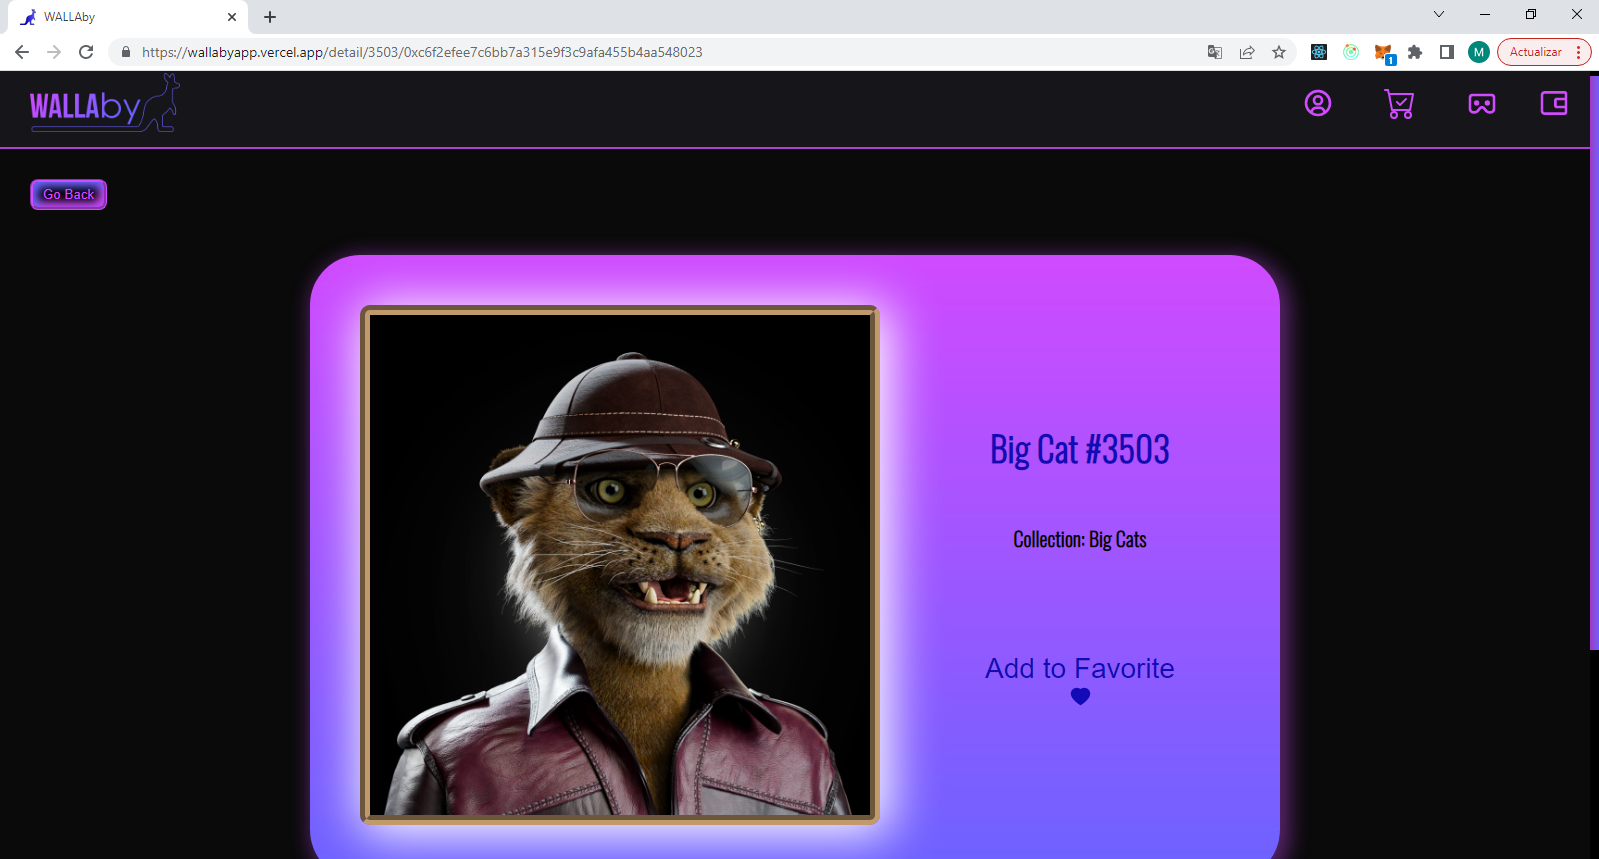 WALLAby
https://wallabyapp.vercel.app/detail/3503/0xc6f2efee7c6bb7a315e9f3c9afa455b4aa548023
1
M
Actualizar
WALLAby
Go Back
Big Cat #3503
Collection: Big Cats
Add to Favorite